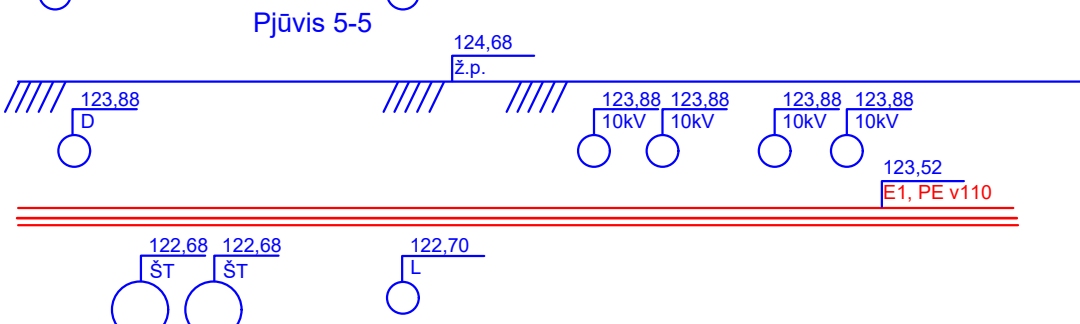 Pjūvis 5-5
124,68
ž.p.
123,88 123,88 123,88 123,88 123,88
D 10kV 10kV 10kV 10kV
123,52
E1, PE v110
122,68 122,68 122,70
ŠT ŠT L